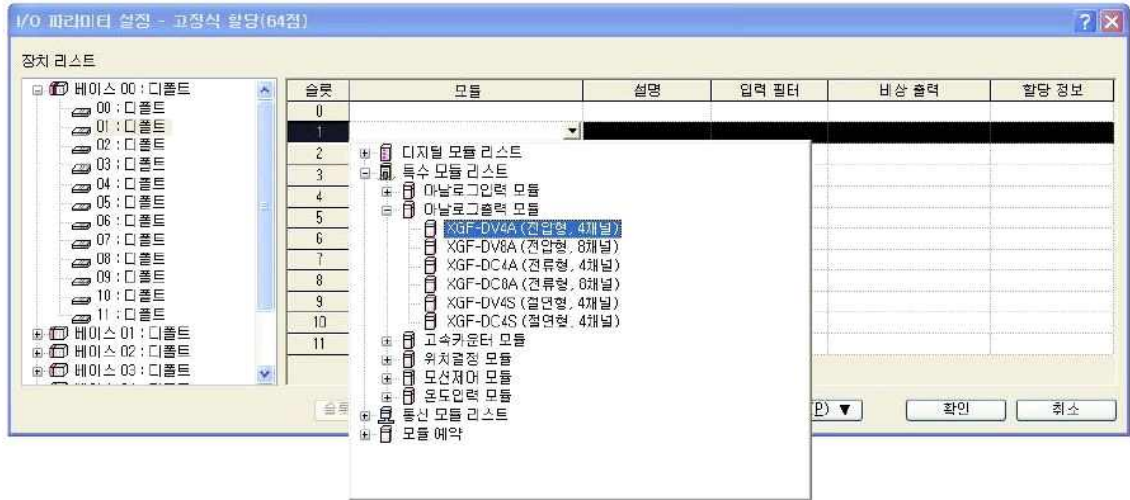 I/O 파라미터 설정 - 고정식 할당(64점)
장치 리스트
베이스 00 : 디폴트
00 : 디폴트
01 : 디폴트
02 : 디폴트
03 : 디폴트
04 : 디폴트
05 : 디폴트
06 : 디폴트
07 : 디폴트
08 : 디폴트
09 : 디폴트
10 : 디폴트
11 : 디폴트
베이스 01 : 디폴트
베이스 02 : 디폴트
베이스 03 : 디폴트
슬롯 모듈 설명 입력 필터 비상 출력 할당 정보
0
1
2
3
4
5
6
7
8
9
10
11
디지털 모듈 리스트
특수 모듈 리스트
아날로그입력 모듈
아날로그출력 모듈
XGF-DV4A (전압형, 4채널)
XGF-DV8A (전압형, 8채널)
XGF-DC4A (전류형, 4채널)
XGF-DC8A (전류형, 8채널)
XGF-DV4S (절연형, 4채널)
XGF-DC4S (절연형, 4채널)
고속카운터 모듈
위치결정 모듈
모션제어 모듈
온도입력 모듈
통신 모듈 리스트
모듈 예약
슬롯 (P) ▼ 확인 취소